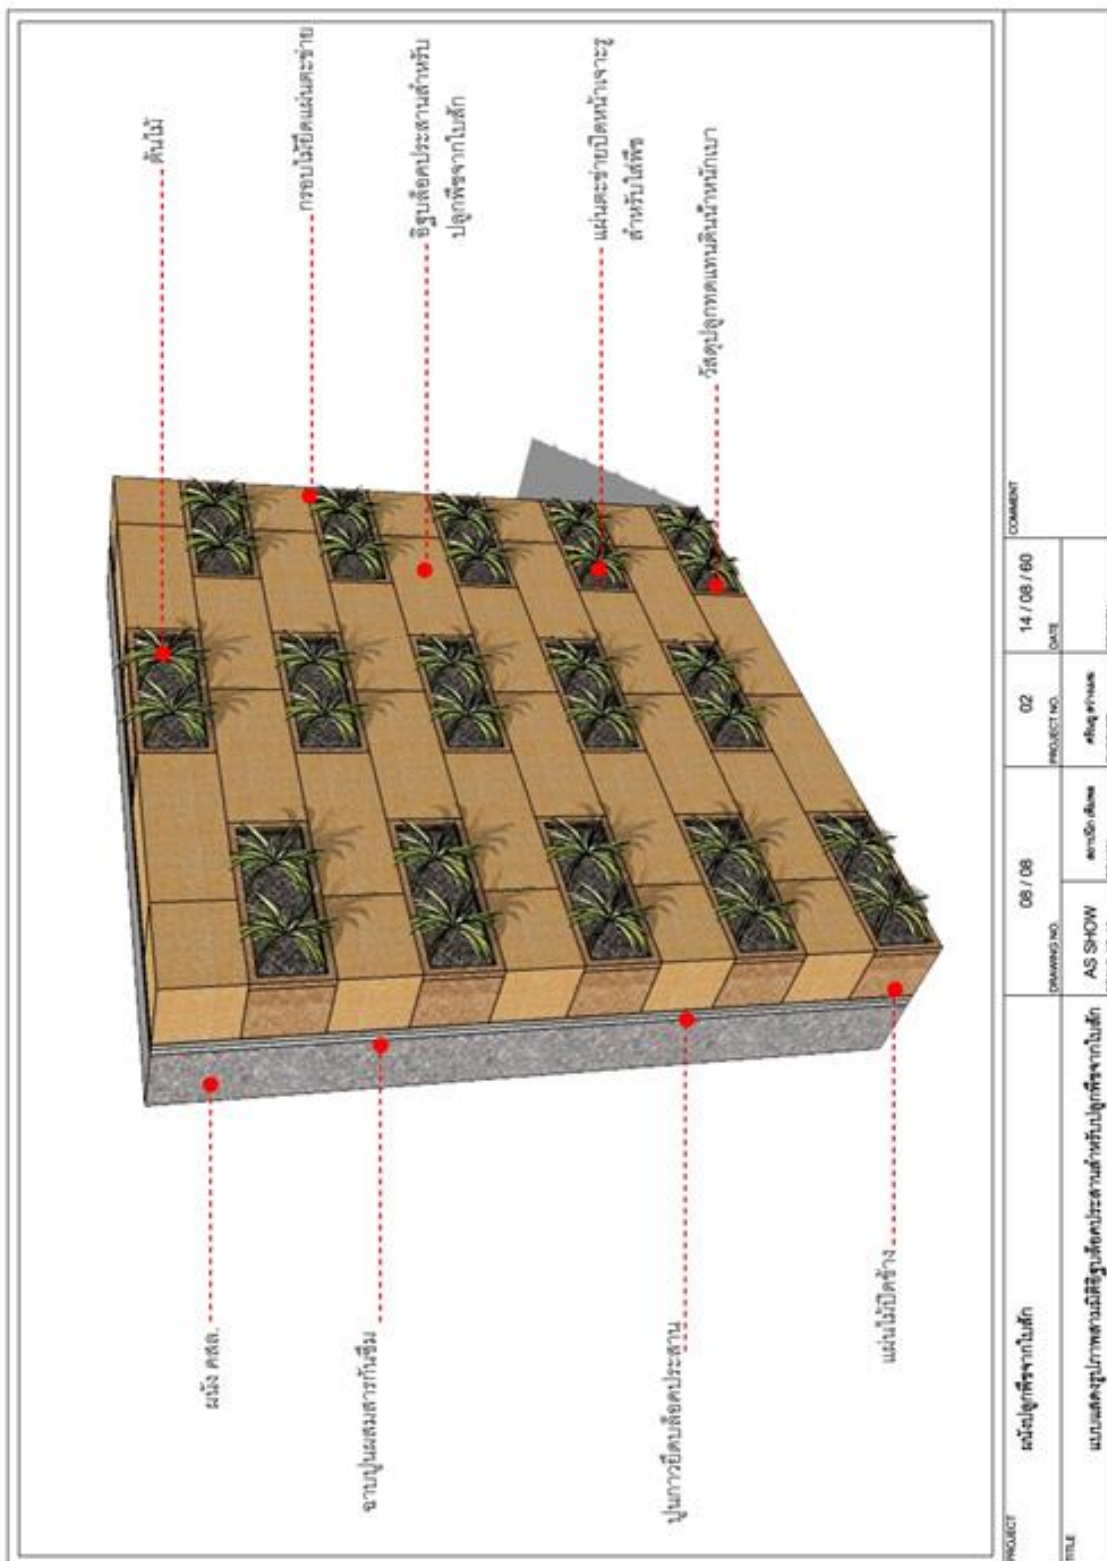 ต้นไม้
กรอบไม้ยึดแผ่นตะข่าย
อิฐบล็อคประสานสำหรับ
ปลูกพืชจากใบสัก
แผ่นตะข่ายปิดหน้าเจาะรู
สำหรับใส่พืช
วัสดุปลูกทดแทนดินน้ำหนักเบา
ผนัง คสล.
ฉาบปูนผสมสารกันซึม
ปูนกาวยึดบล็อคประสาน
แผ่นไม้ปิดข้าง
PROJECT
ผนังปลูกพืชจากใบสัก
08 / 08
DRAWING NO.
02
PROJECT NO.
14 / 08 / 60
DATE
COMMENT
TITLE
แบบแสดงรูปภาพสามมิติอิฐบล็อคประสานสำหรับปลูกพืชจากใบสัก
AS SHOW